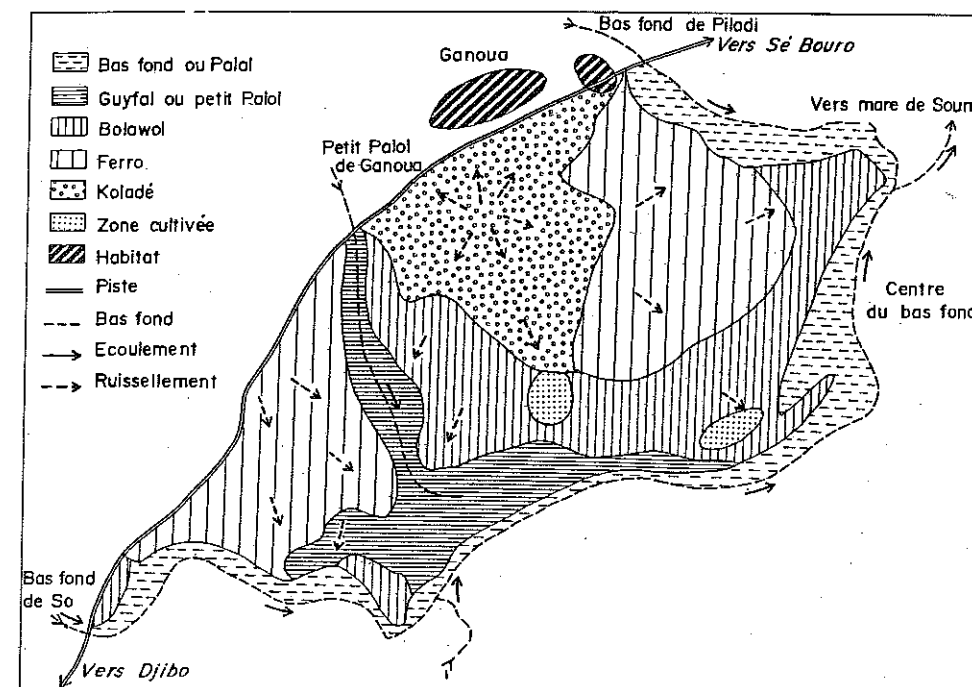 Bas fond de Piladi
Vers Sé Bouro
Ganoua
Bas fond ou Palol
Guyfal ou petit Palol
Bolawol
Ferro
Koladé
Zone cultivée
Habitat
Piste
Bas fond
Ecoulement
Ruissellement
Petit Palol
de Ganoua
Vers mare de Soum
Centre
du bas fond
Bas fond
de So
Vers Djibo